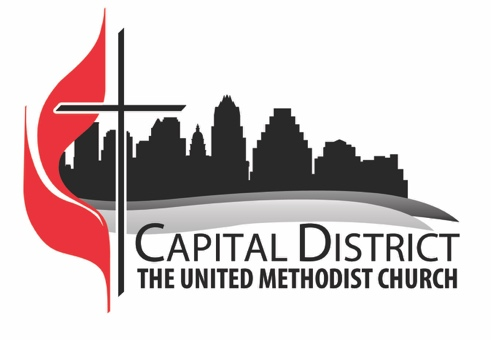 CAPITAL DISTRICT
THE UNITED METHODIST CHURCH